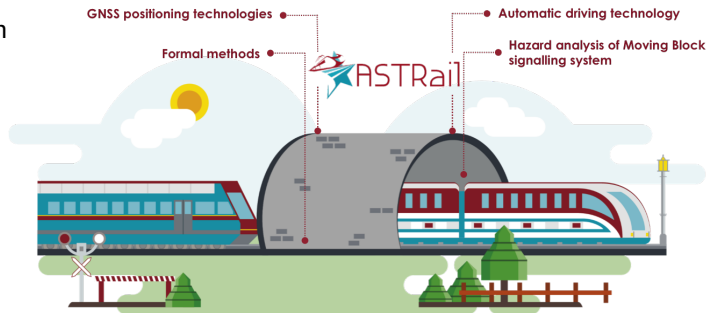 n
GNSS positioning technologies
Automatic driving technology
Formal methods
Hazard analysis of Moving Block
signalling system
ASTRail